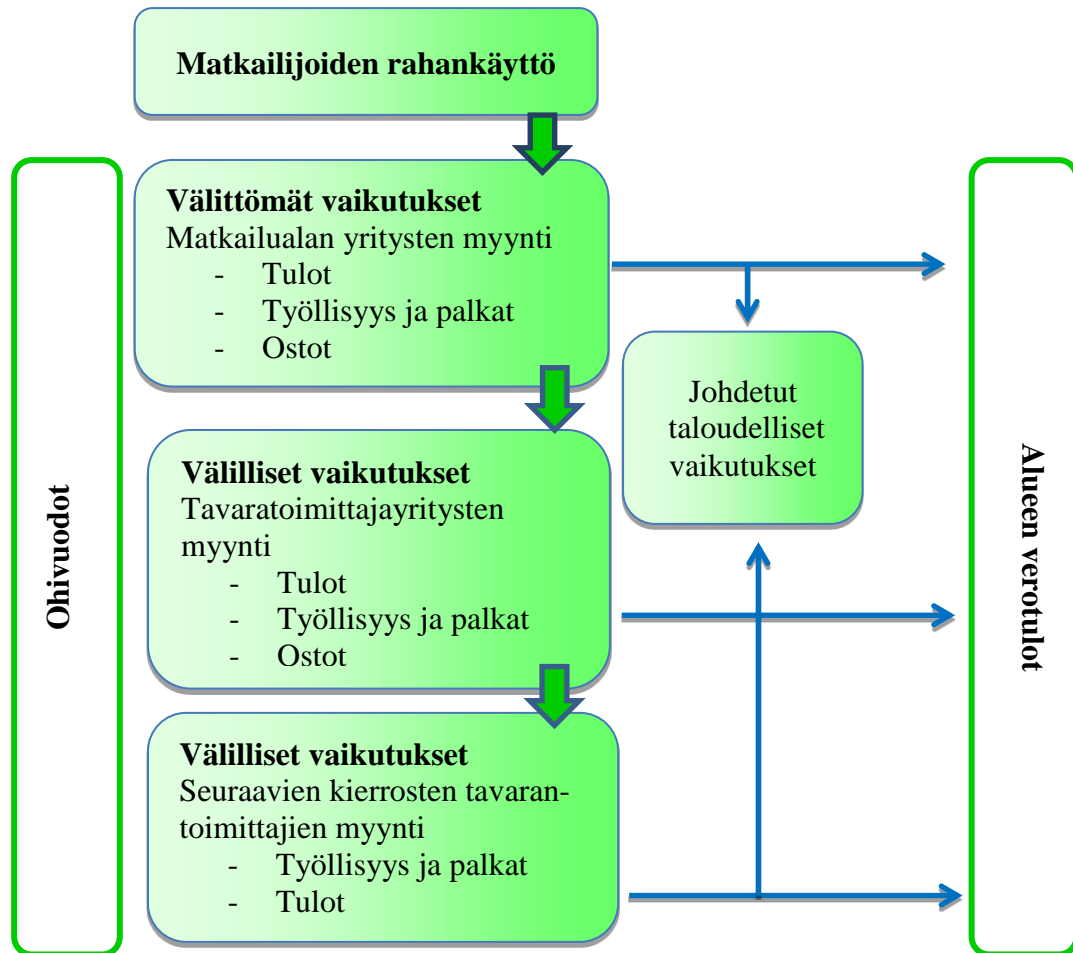 Matkailijoiden rahankäyttö
Välittömät vaikutukset
Matkailualan yritysten myynti
- Tulot
- Työllisyys ja palkat
- Ostot
Johdetut
taloudelliset
vaikutukset
Välilliset vaikutukset
Tavaratoimittajayritysten
myynti
- Tulot
- Työllisyys ja palkat
- Ostot
Välilliset vaikutukset
Seuraavien kierrosten tavaran-
toimittajien myynti
- Työllisyys ja palkat
- Tulot
Ohivuodot
Alueen verotulot